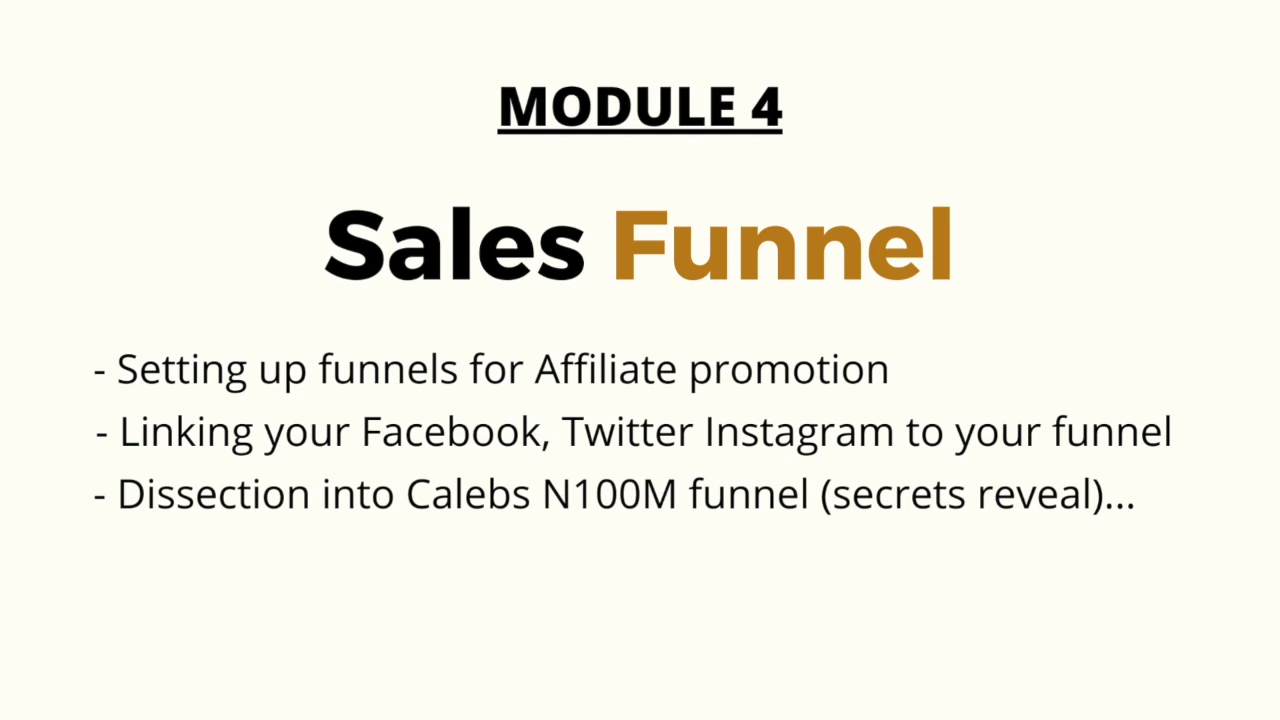 MODULE 4
Sales Funnel
- Setting up funnels for Affiliate promotion
- Linking your Facebook, Twitter Instagram to your funnel
- Dissection into Calebs N100M funnel (secrets reveal)...